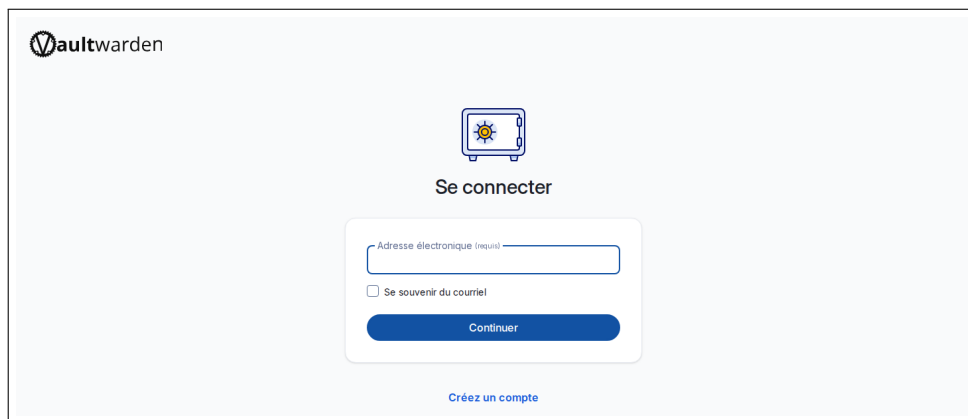 Vaultwarden
Se connecter
Adresse électronique (requis)
Se souvenir du courriel
Continuer
Créez un compte